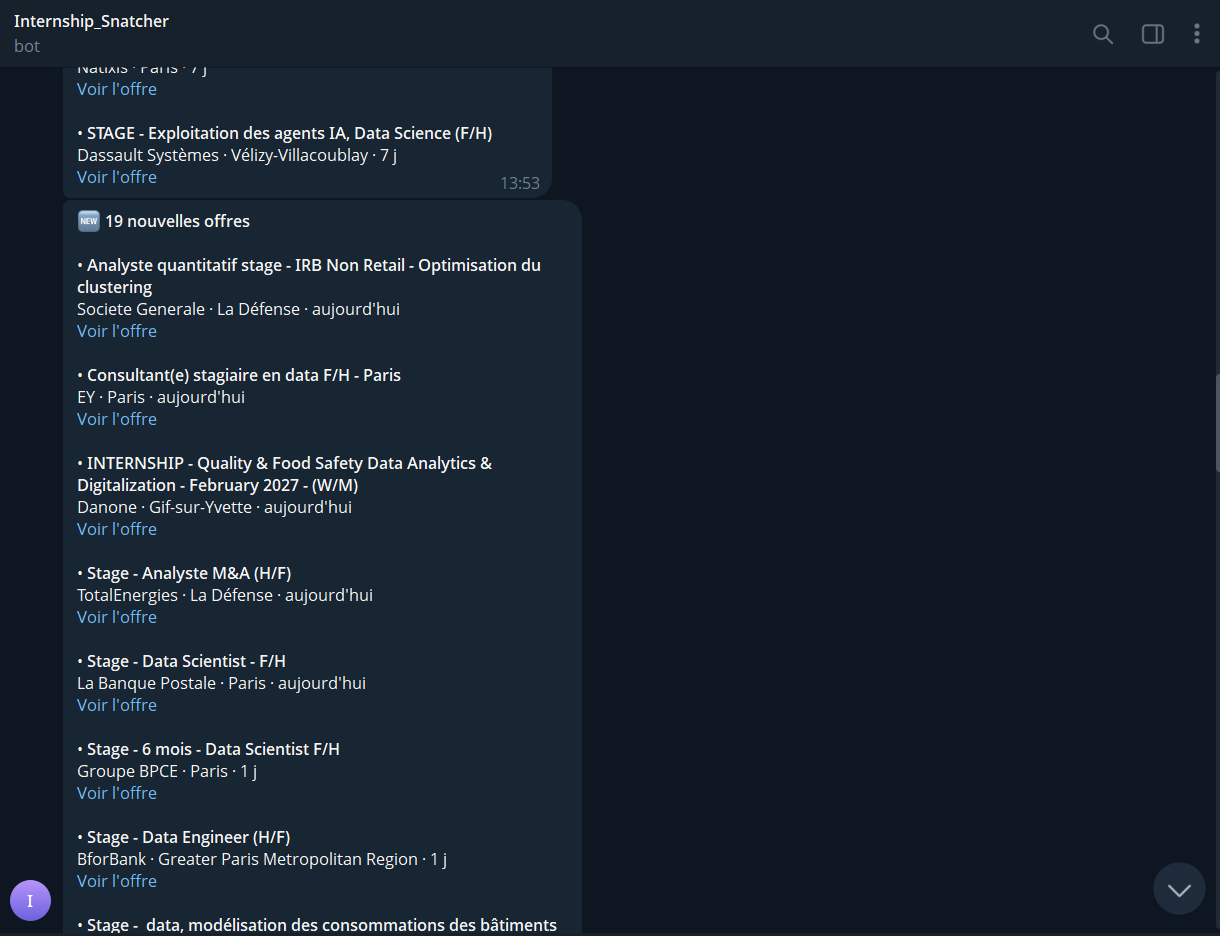 Internship_Snatcher
bot
Natixis · Paris · 7 j
Voir l'offre
• STAGE - Exploitation des agents IA, Data Science (F/H)
Dassault Systèmes · Vélizy-Villacoublay · 7 j
Voir l'offre
13:53
NEW 19 nouvelles offres
• Analyste quantitatif stage - IRB Non Retail - Optimisation du
clustering
Societe Generale · La Défense · aujourd'hui
Voir l'offre
• Consultant(e) stagiaire en data F/H - Paris
EY · Paris · aujourd'hui
Voir l'offre
• INTERNSHIP - Quality & Food Safety Data Analytics &
Digitalization - February 2027 - (W/M)
Danone · Gif-sur-Yvette · aujourd'hui
Voir l'offre
• Stage - Analyste M&A (H/F)
TotalEnergies · La Défense · aujourd'hui
Voir l'offre
• Stage - Data Scientist - F/H
La Banque Postale · Paris · aujourd'hui
Voir l'offre
• Stage - 6 mois - Data Scientist F/H
Groupe BPCE · Paris · 1 j
Voir l'offre
• Stage - Data Engineer (H/F)
BforBank · Greater Paris Metropolitan Region · 1 j
Voir l'offre
I
• Stage -  data, modélisation des consommations des bâtiments